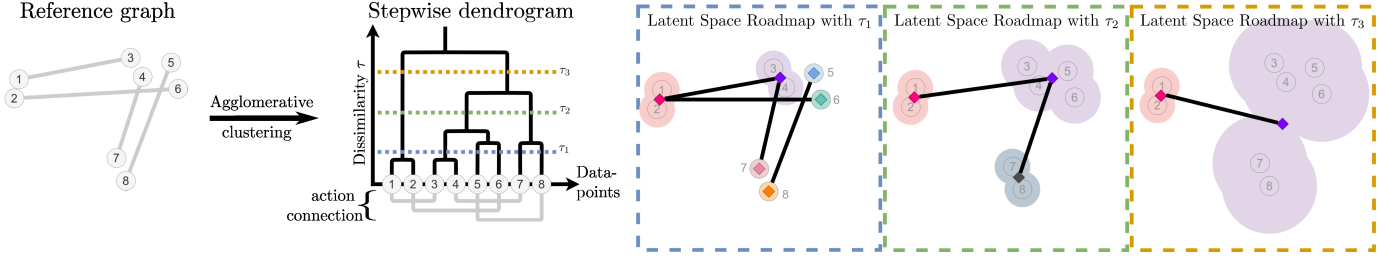 Reference graph
1
2
3
4
5
6
7
8
Agglomerative
clustering
Stepwise dendrogram
Dissimilarity τ
τ3
τ2
τ1
1 2 3 4 5 6 7 8
Data-
points
action
connection
Latent Space Roadmap with τ1
1
2
3
4
5
6
7
8
Latent Space Roadmap with τ2
1
2
3
4
5
6
7
8
Latent Space Roadmap with τ3
1
2
3
4
5
6
7
8